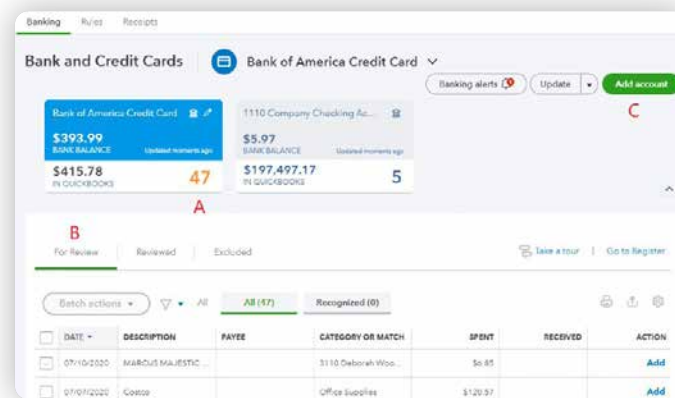 Banking Rules Receipts
Bank and Credit Cards Bank of America Credit Card
Banking alerts Update Add account
C
Bank of America Credit Card 1110 Company Checking Ac...
$393.99 $5.97
BANK BALANCE Updated moments ago BANK BALANCE Updated moments ago
$415.78 47 $197,497.17 5
IN QUICKBOOKS IN QUICKBOOKS
A
B
For Review Reviewed Excluded Take a tour Go to Register
Batch actions All All (47) Recognized (0)
DATE DESCRIPTION PAYEE CATEGORY OR MATCH SPENT RECEIVED ACTION
07/10/2020 MARCUS MAJESTIC ... 3110 Deborah Woo... $6.85 Add
07/07/2020 Costco Office Supplies $120.57 Add